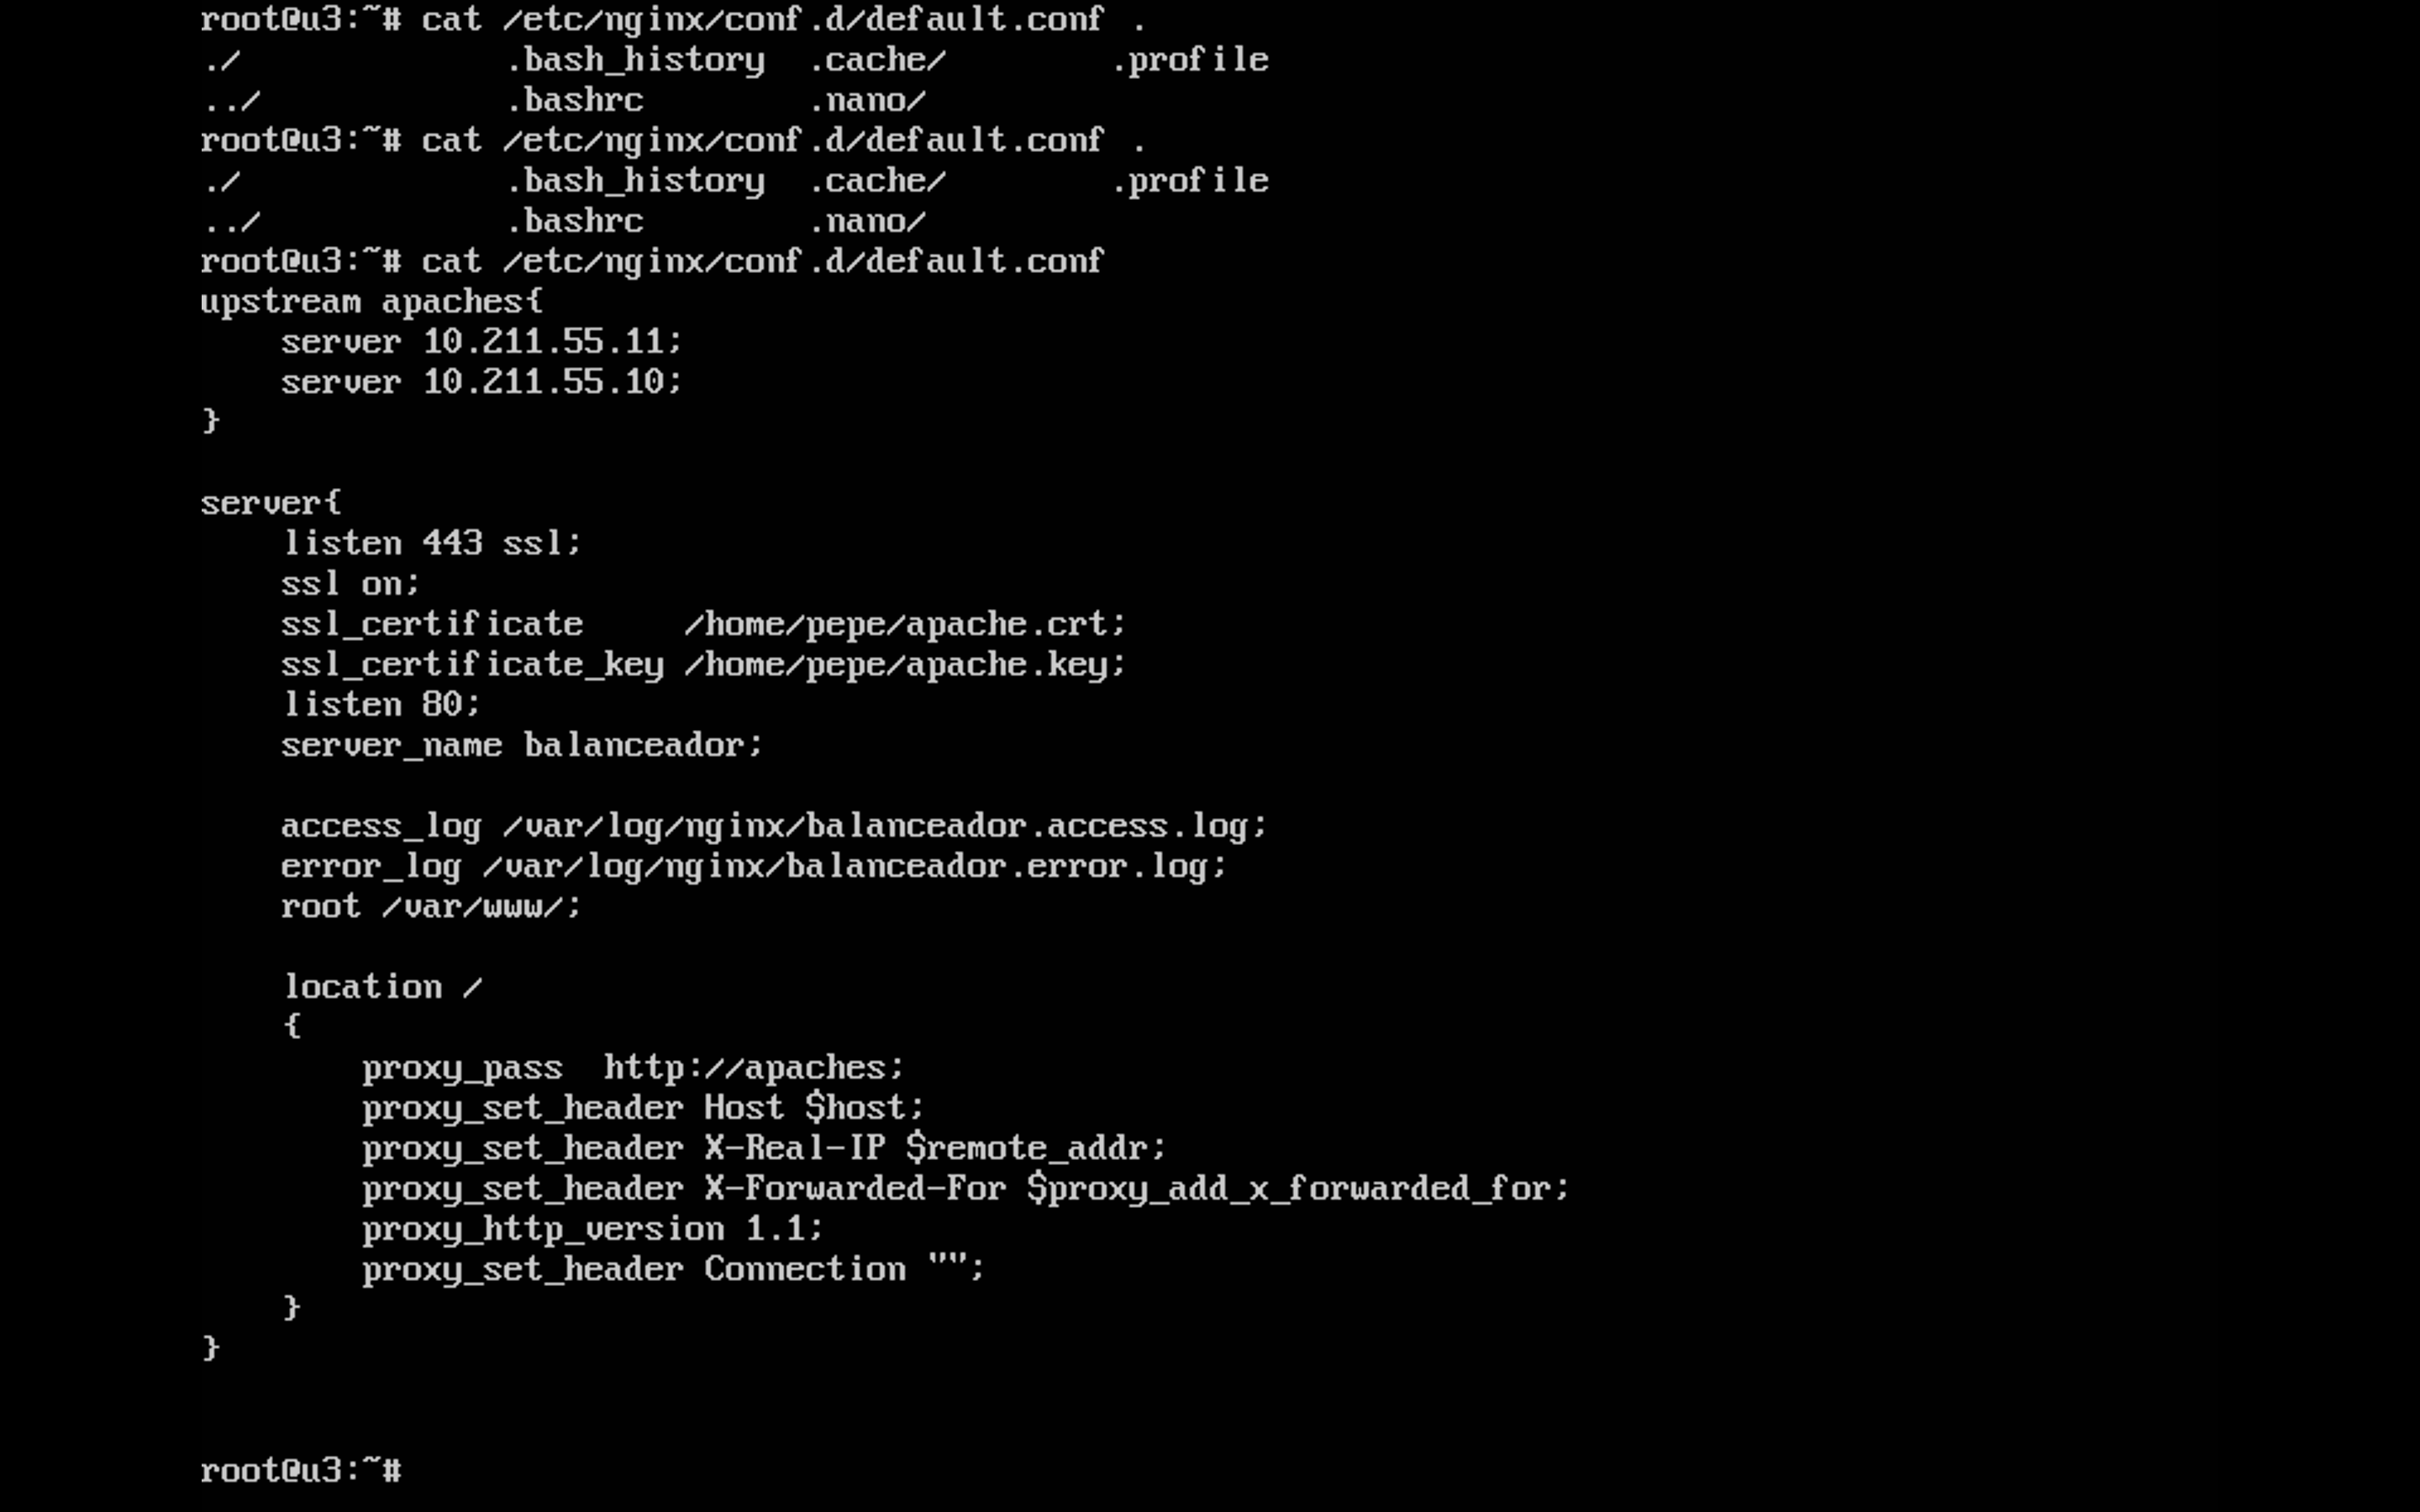 root@u3:~# cat /etc/nginx/conf.d/default.conf .
./             .bash_history  .cache/        .profile
../            .bashrc        .nano/
root@u3:~# cat /etc/nginx/conf.d/default.conf .
./             .bash_history  .cache/        .profile
../            .bashrc        .nano/
root@u3:~# cat /etc/nginx/conf.d/default.conf
upstream apaches{
    server 10.211.55.11;
    server 10.211.55.10;
}

server{
    listen 443 ssl;
    ssl on;
    ssl_certificate     /home/pepe/apache.crt;
    ssl_certificate_key /home/pepe/apache.key;
    listen 80;
    server_name balanceador;

    access_log /var/log/nginx/balanceador.access.log;
    error_log /var/log/nginx/balanceador.error.log;
    root /var/www/;

    location /
    {
        proxy_pass  http://apaches;
        proxy_set_header Host $host;
        proxy_set_header X-Real-IP $remote_addr;
        proxy_set_header X-Forwarded-For $proxy_add_x_forwarded_for;
        proxy_http_version 1.1;
        proxy_set_header Connection "";
    }
}

root@u3:~#